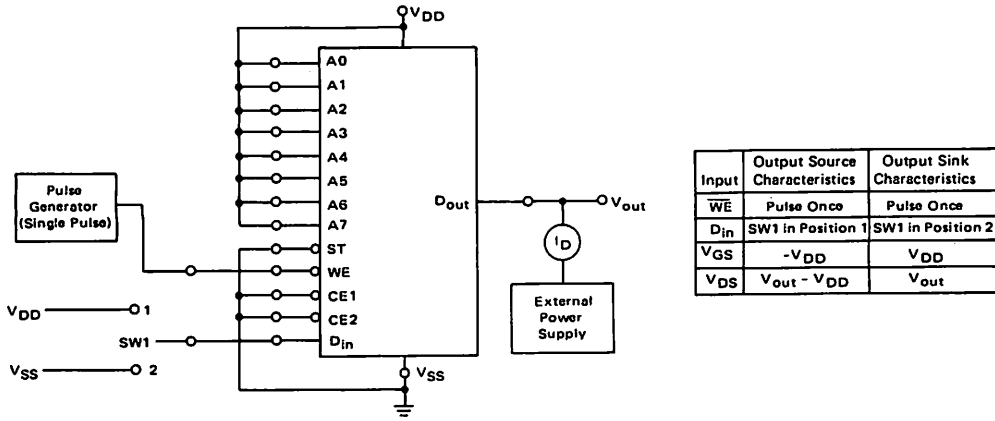 VDD
A0
A1
A2
A3
A4
A5
A6
A7
ST
WE
CE1
CE2
Din
Dout
Vout
ID
External
Power
Supply
Pulse
Generator
(Single Pulse)
VDD 1
SW1
VSS 2
VSS
Input Output Source Characteristics Output Sink Characteristics
WE Pulse Once Pulse Once
Din SW1 in Position 1 SW1 in Position 2
VGS -VDD VDD
VDS Vout - VDD Vout